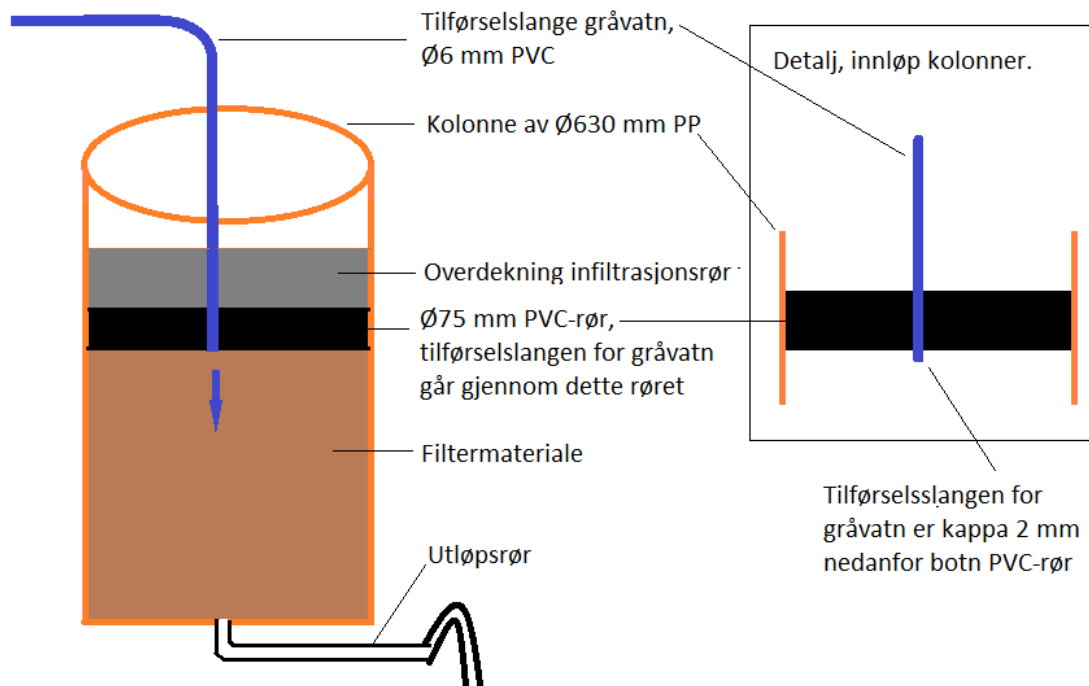 Tilførselslange gråvatn,
Ø6 mm PVC
Kolonne av Ø630 mm PP
Overdekning infiltrasjonsrør
Ø75 mm PVC-rør,
tilførselslangen for gråvatn
går gjennom dette røret
Filtermateriale
Utløpsrør
Detalj, innløp kolonner.
Tilførselsslangen for
gråvatn er kappa 2 mm
nedanfor botn PVC-rør